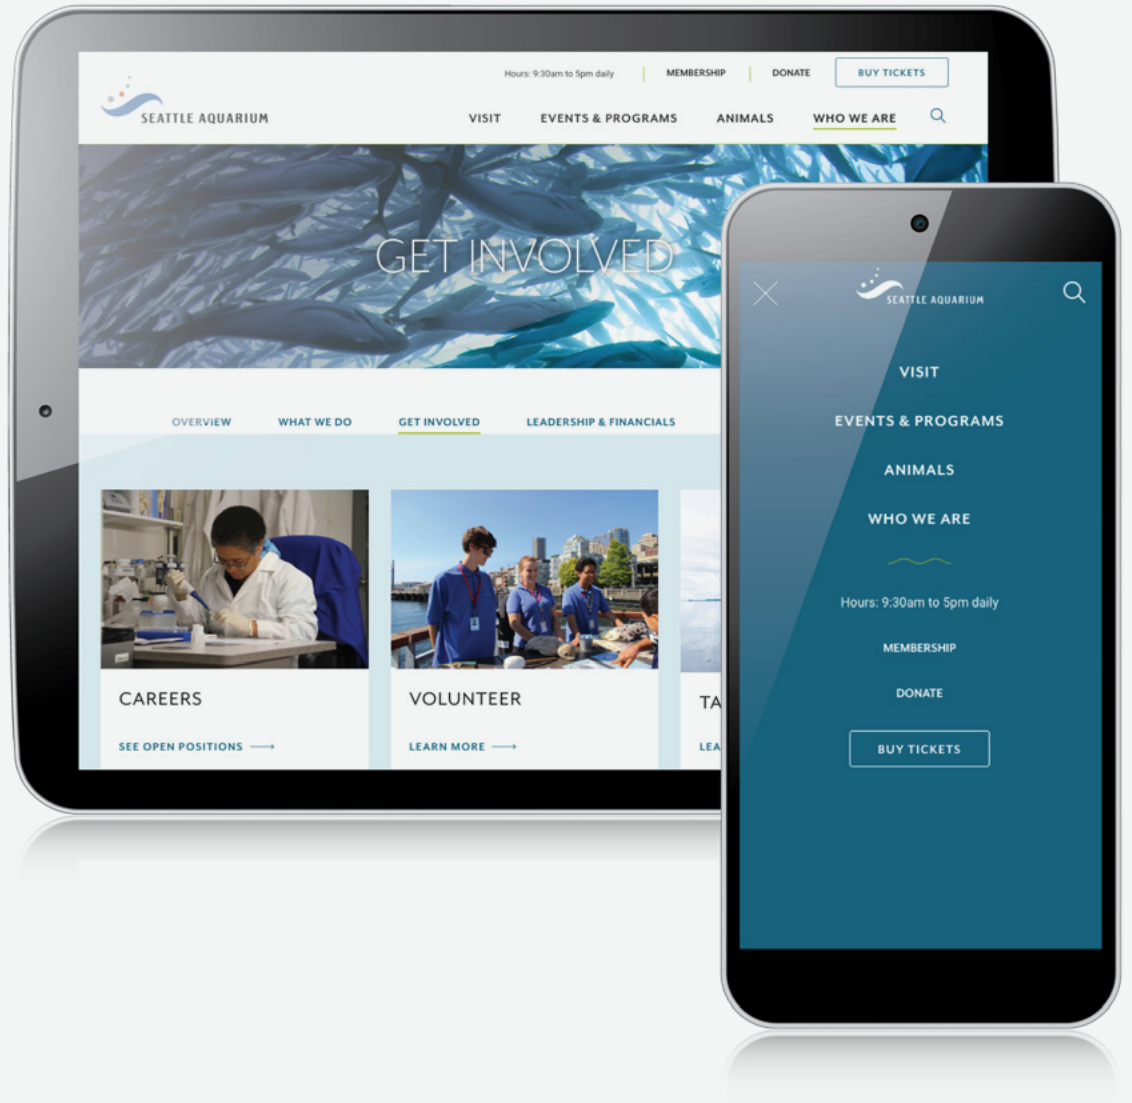 Hours: 9:30am to 5pm daily MEMBERSHIP DONATE BUY TICKETS
SEATTLE AQUARIUM
VISIT EVENTS & PROGRAMS ANIMALS WHO WE ARE
GET INVOLVED
OVERVIEW WHAT WE DO GET INVOLVED LEADERSHIP & FINANCIALS
CAREERS
SEE OPEN POSITIONS
VOLUNTEER
LEARN MORE
TA
LEA
SEATTLE AQUARIUM
VISIT
EVENTS & PROGRAMS
ANIMALS
WHO WE ARE
Hours: 9:30am to 5pm daily
MEMBERSHIP
DONATE
BUY TICKETS